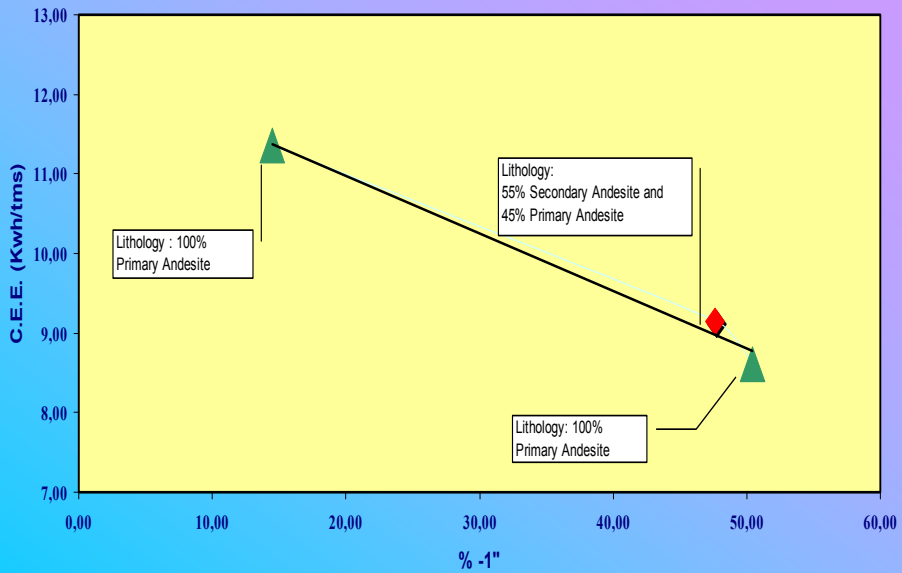 13,00
12,00
11,00
10,00
9,00
8,00
7,00
C.E.E. (Kwh/tms)
Lithology : 100%
Primary Andesite
Lithology:
55% Secondary Andesite and
45% Primary Andesite
Lithology: 100%
Primary Andesite
0,00 10,00 20,00 30,00 40,00 50,00 60,00
% -1"